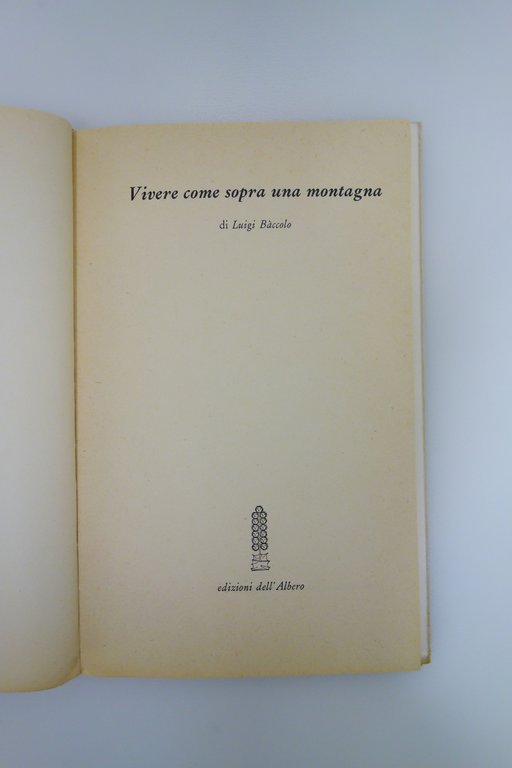 Vivere come sopra una montagna
di Luigi Bàccolo
edizioni dell'Albero